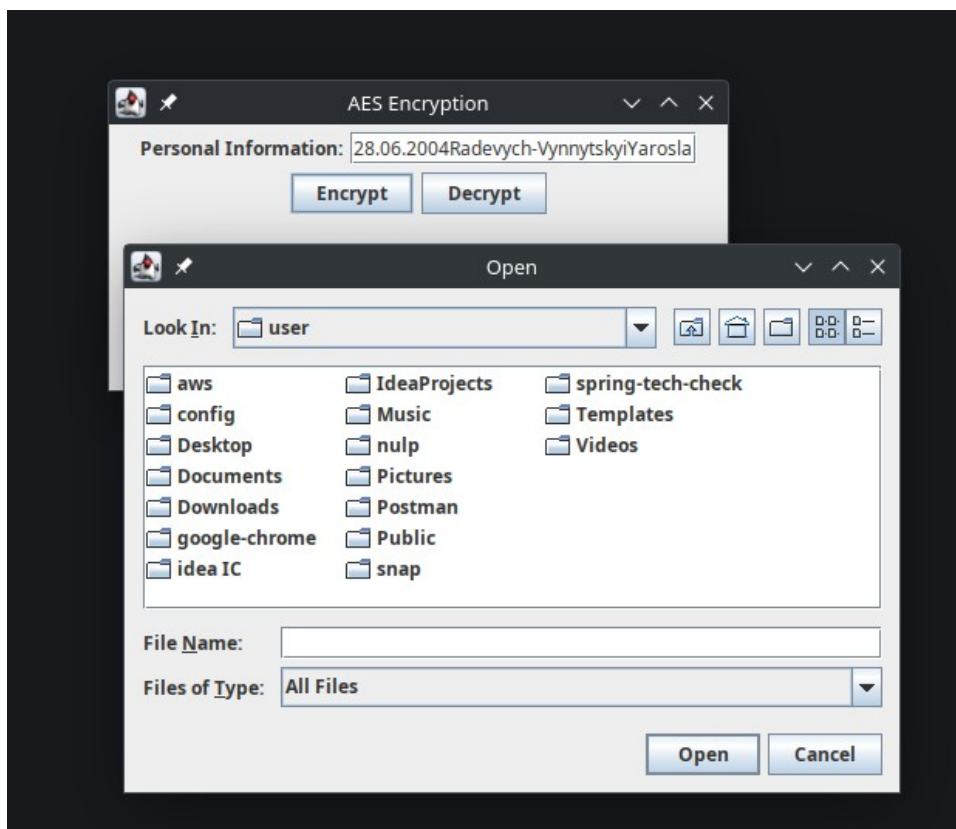 AES Encryption
Personal Information: 28.06.2004Radevych-VynnytskyiYarosla
Encrypt Decrypt
Open
Look In: user
aws IdeaProjects spring-tech-check
config Music Templates
Desktop nulp Videos
Documents Pictures
Downloads Postman
google-chrome Public
idea IC snap
File Name:
Files of Type: All Files
Open Cancel